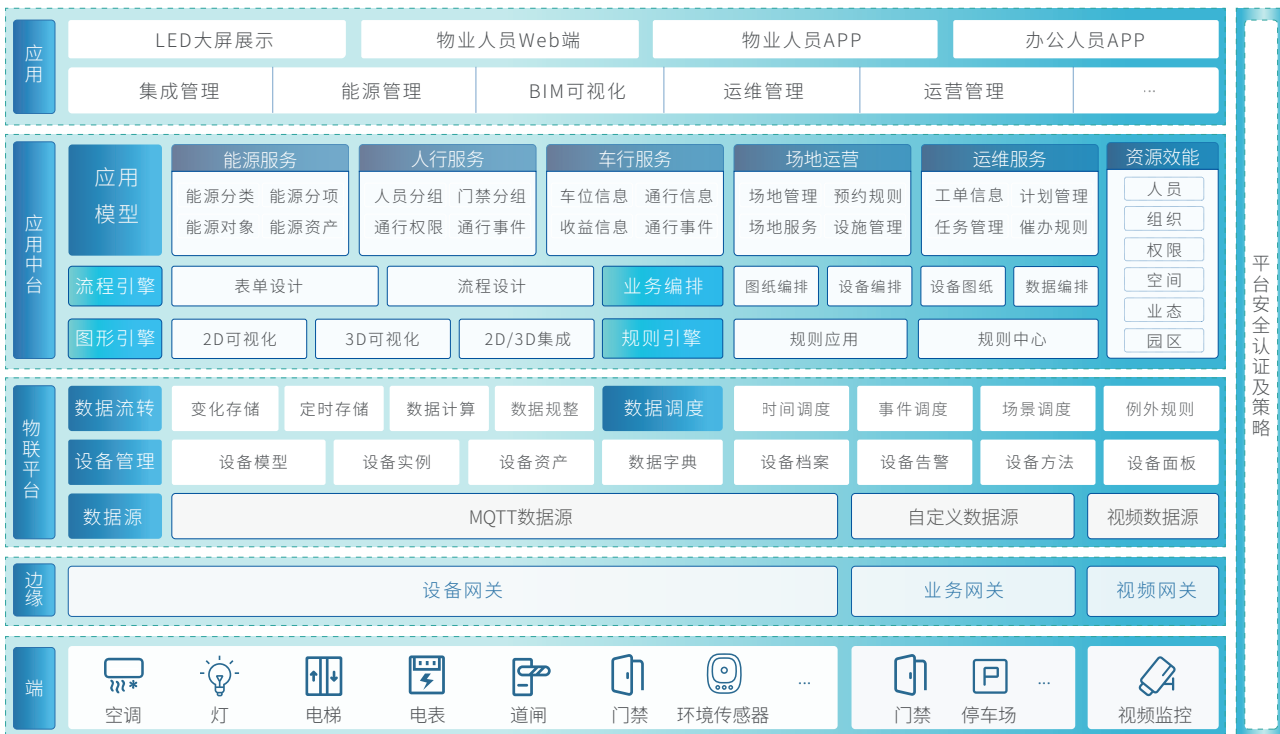 应用
LED大屏展示
物业人员Web端
物业人员APP
办公人员APP
集成管理
能源管理
BIM可视化
运维管理
运营管理
...
应用中台
应用
模型
能源服务
能源分类 能源分项
能源对象 能源资产
人行服务
人员分组 门禁分组
通行权限 通行事件
车行服务
车位信息 通行信息
收益信息 通行事件
场地运营
场地管理 预约规则
场地服务 设施管理
运维服务
工单信息 计划管理
任务管理 催办规则
资源效能
人员
组织
权限
空间
业态
园区
流程引擎
表单设计
流程设计
业务编排
图纸编排
设备编排
设备图纸
数据编排
图形引擎
2D可视化
3D可视化
2D/3D集成
规则引擎
规则应用
规则中心
物联平台
数据流转
变化存储
定时存储
数据计算
数据规整
数据调度
时间调度
事件调度
场景调度
例外规则
设备管理
设备模型
设备实例
设备资产
数据字典
设备档案
设备告警
设备方法
设备面板
数据源
MQTT数据源
自定义数据源
视频数据源
边缘
设备网关
业务网关
视频网关
端
空调
灯
电梯
电表
道闸
门禁
环境传感器
...
门禁
P
停车场
...
视频监控
平台安全认证及策略